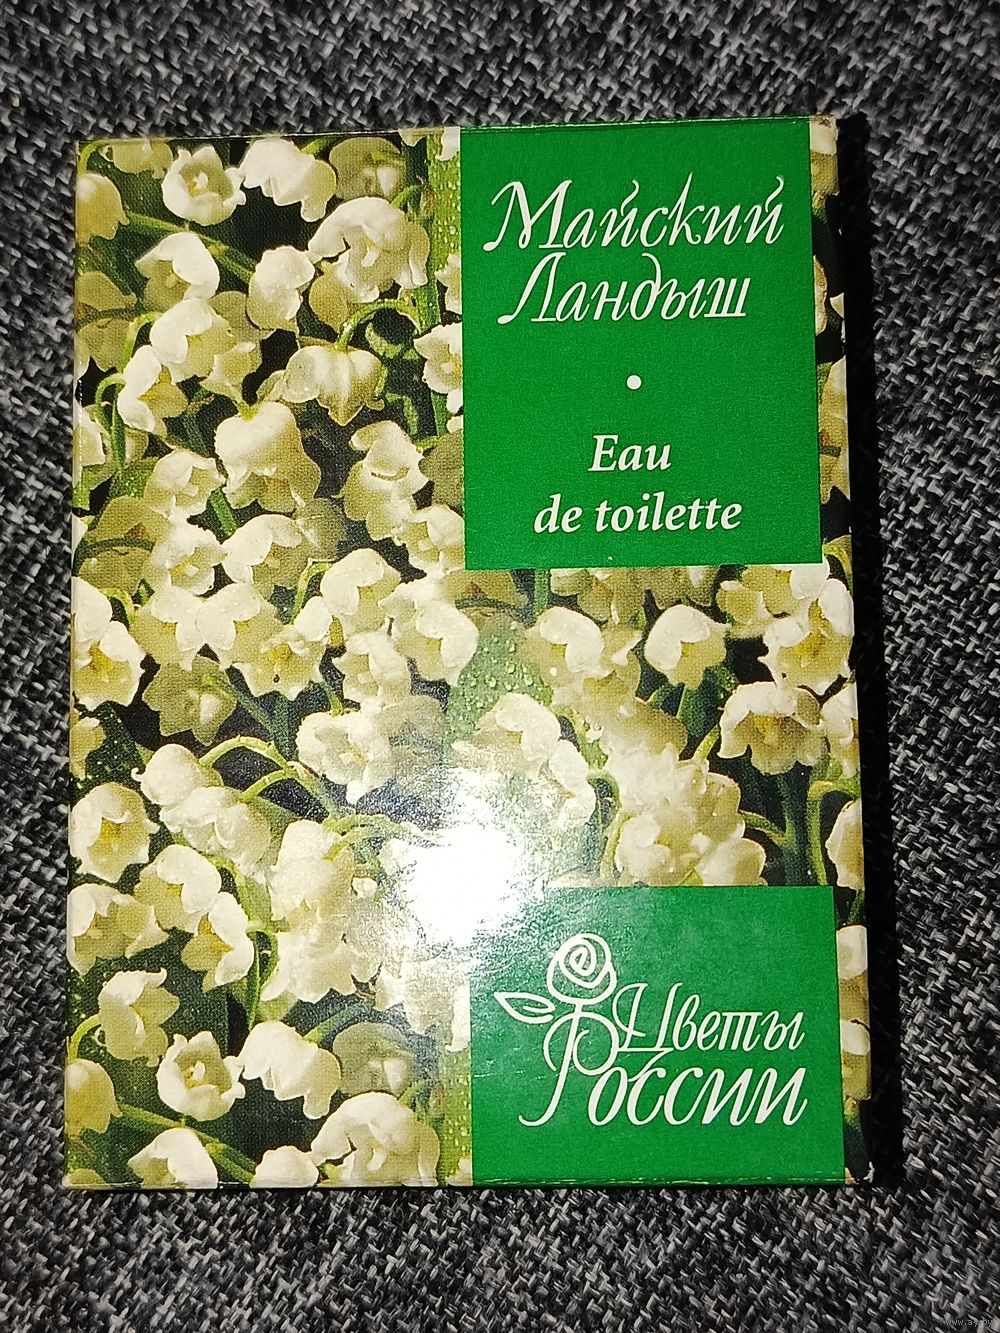 Майский
Ландыш
•
Eau
de toilette
Цветы
России